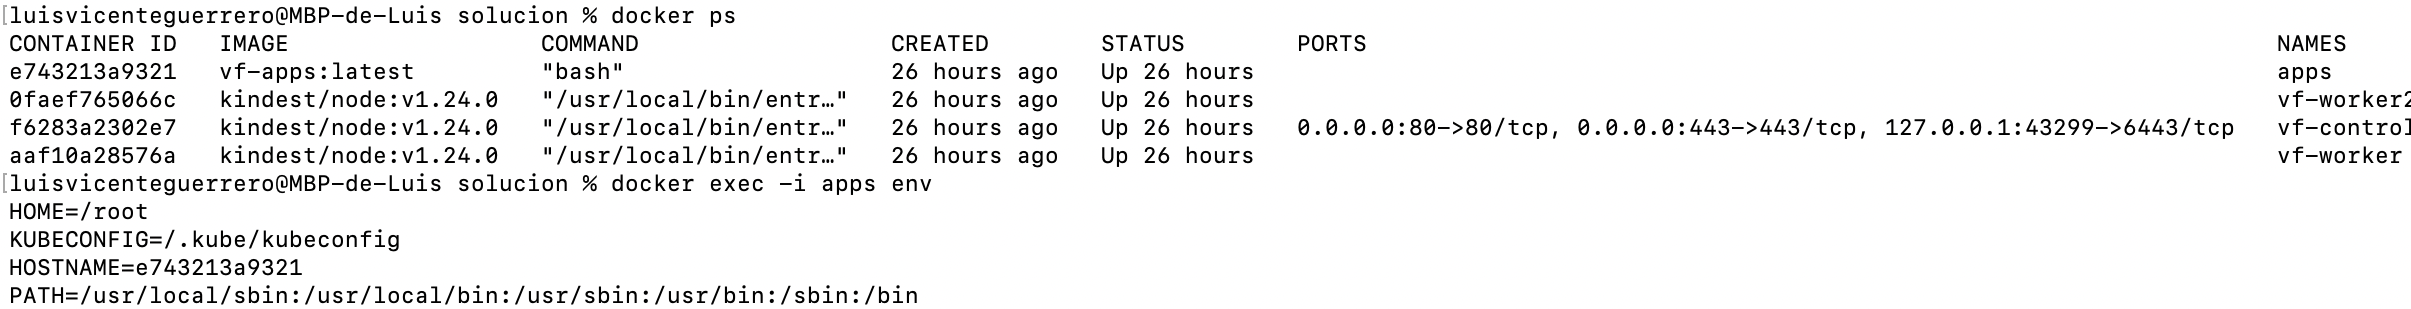 [luisvicenteguerrero@MBP-de-Luis solucion % docker ps
CONTAINER ID   IMAGE                  COMMAND                  CREATED        STATUS        PORTS                                                                 NAMES
e743213a9321   vf-apps:latest         "bash"                   26 hours ago   Up 26 hours                                                                         apps
0faef765066c   kindest/node:v1.24.0   "/usr/local/bin/entr…"   26 hours ago   Up 26 hours                                                                         vf-worker2
f6283a2302e7   kindest/node:v1.24.0   "/usr/local/bin/entr…"   26 hours ago   Up 26 hours   0.0.0.0:80->80/tcp, 0.0.0.0:443->443/tcp, 127.0.0.1:43299->6443/tcp   vf-control
aaf10a28576a   kindest/node:v1.24.0   "/usr/local/bin/entr…"   26 hours ago   Up 26 hours                                                                         vf-worker
[luisvicenteguerrero@MBP-de-Luis solucion % docker exec -i apps env
HOME=/root
KUBECONFIG=/.kube/kubeconfig
HOSTNAME=e743213a9321
PATH=/usr/local/sbin:/usr/local/bin:/usr/sbin:/usr/bin:/sbin:/bin